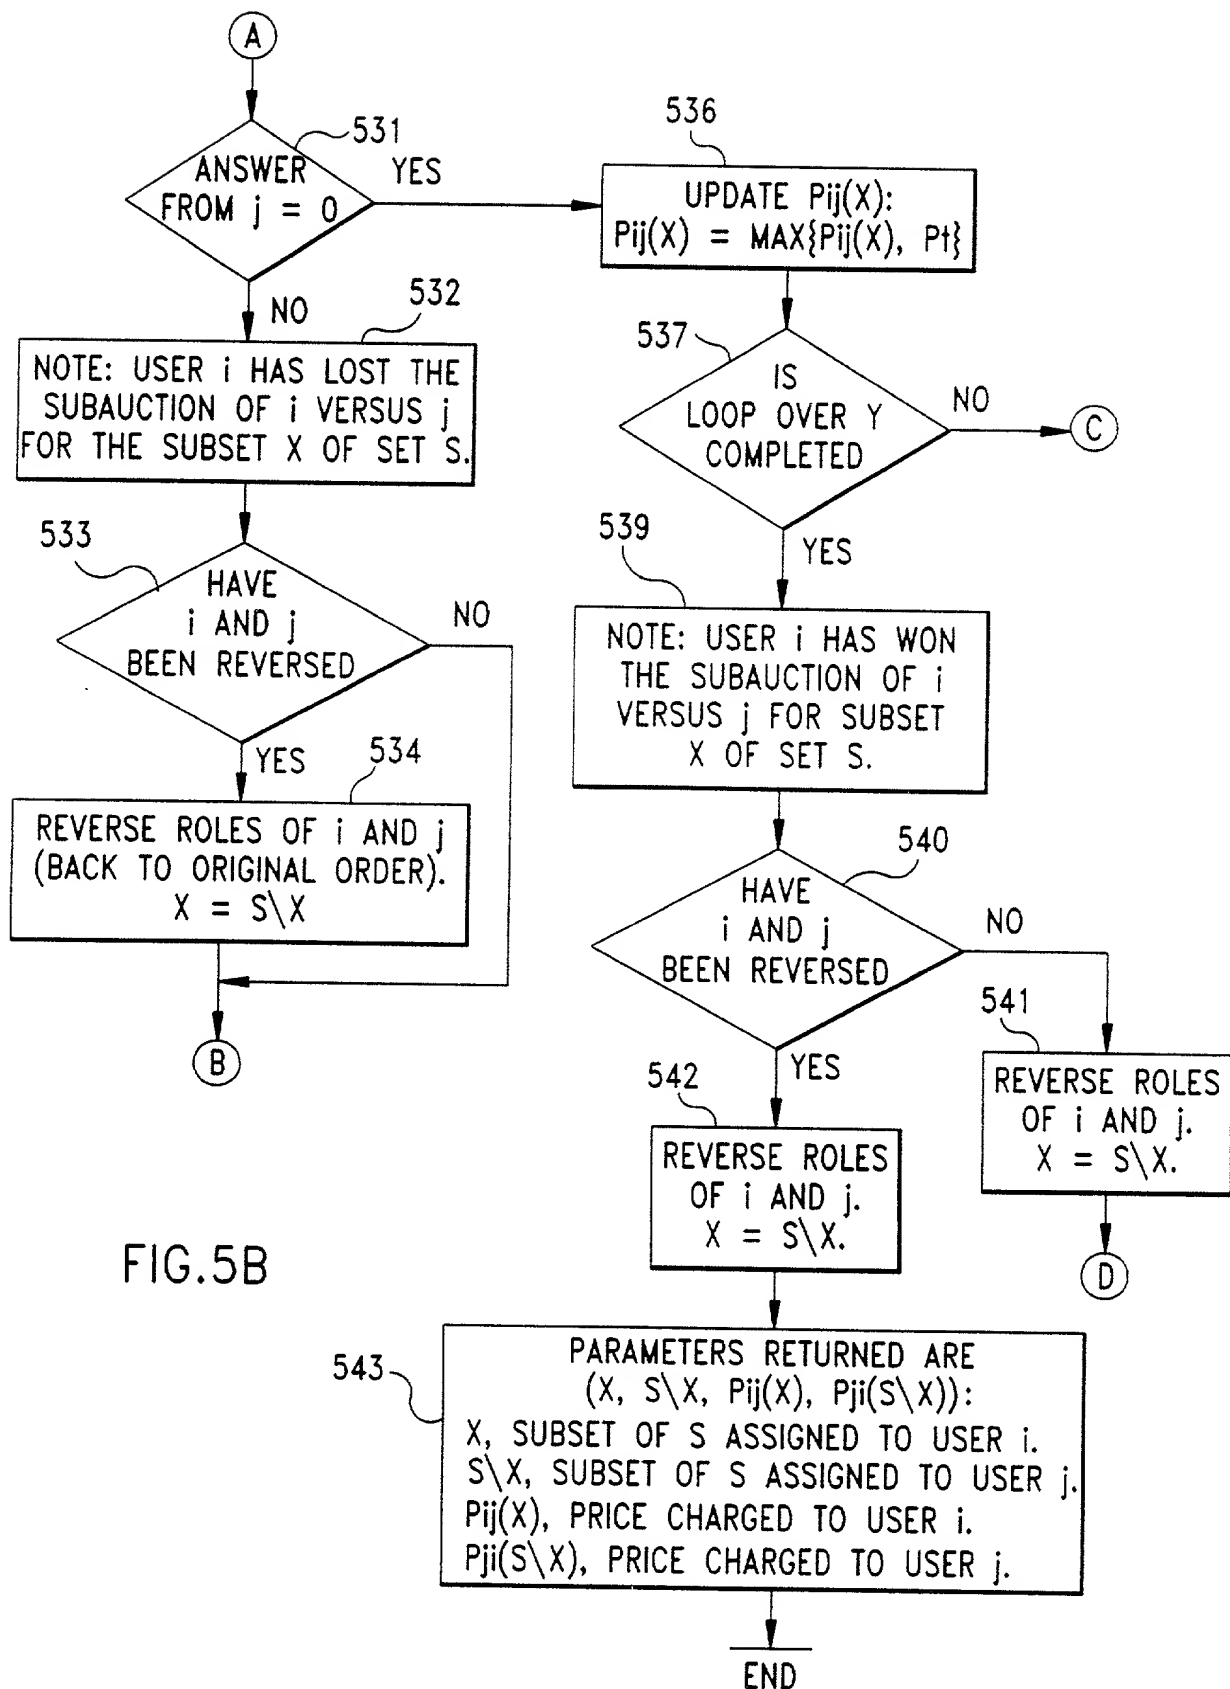 A
531
ANSWER
FROM j = 0
YES
NO
536
UPDATE Pij(X):
Pij(X) = MAX{Pij(X), Pt}
532
NOTE: USER i HAS LOST THE
SUBAUCTION OF i VERSUS j
FOR THE SUBSET X OF SET S.
537
IS
LOOP OVER Y
COMPLETED
NO
C
YES
533
HAVE
i AND j
BEEN REVERSED
NO
YES
539
NOTE: USER i HAS WON
THE SUBAUCTION OF i
VERSUS j FOR SUBSET
X OF SET S.
534
REVERSE ROLES OF i AND j
(BACK TO ORIGINAL ORDER).
X = S\X
B
540
HAVE
i AND j
BEEN REVERSED
NO
YES
541
REVERSE ROLES
OF i AND j.
X = S\X.
D
542
REVERSE ROLES
OF i AND j.
X = S\X.
FIG.5B
543
PARAMETERS RETURNED ARE
(X, S\X, Pij(X), Pji(S\X)):
X, SUBSET OF S ASSIGNED TO USER i.
S\X, SUBSET OF S ASSIGNED TO USER j.
Pij(X), PRICE CHARGED TO USER i.
Pji(S\X), PRICE CHARGED TO USER j.
END